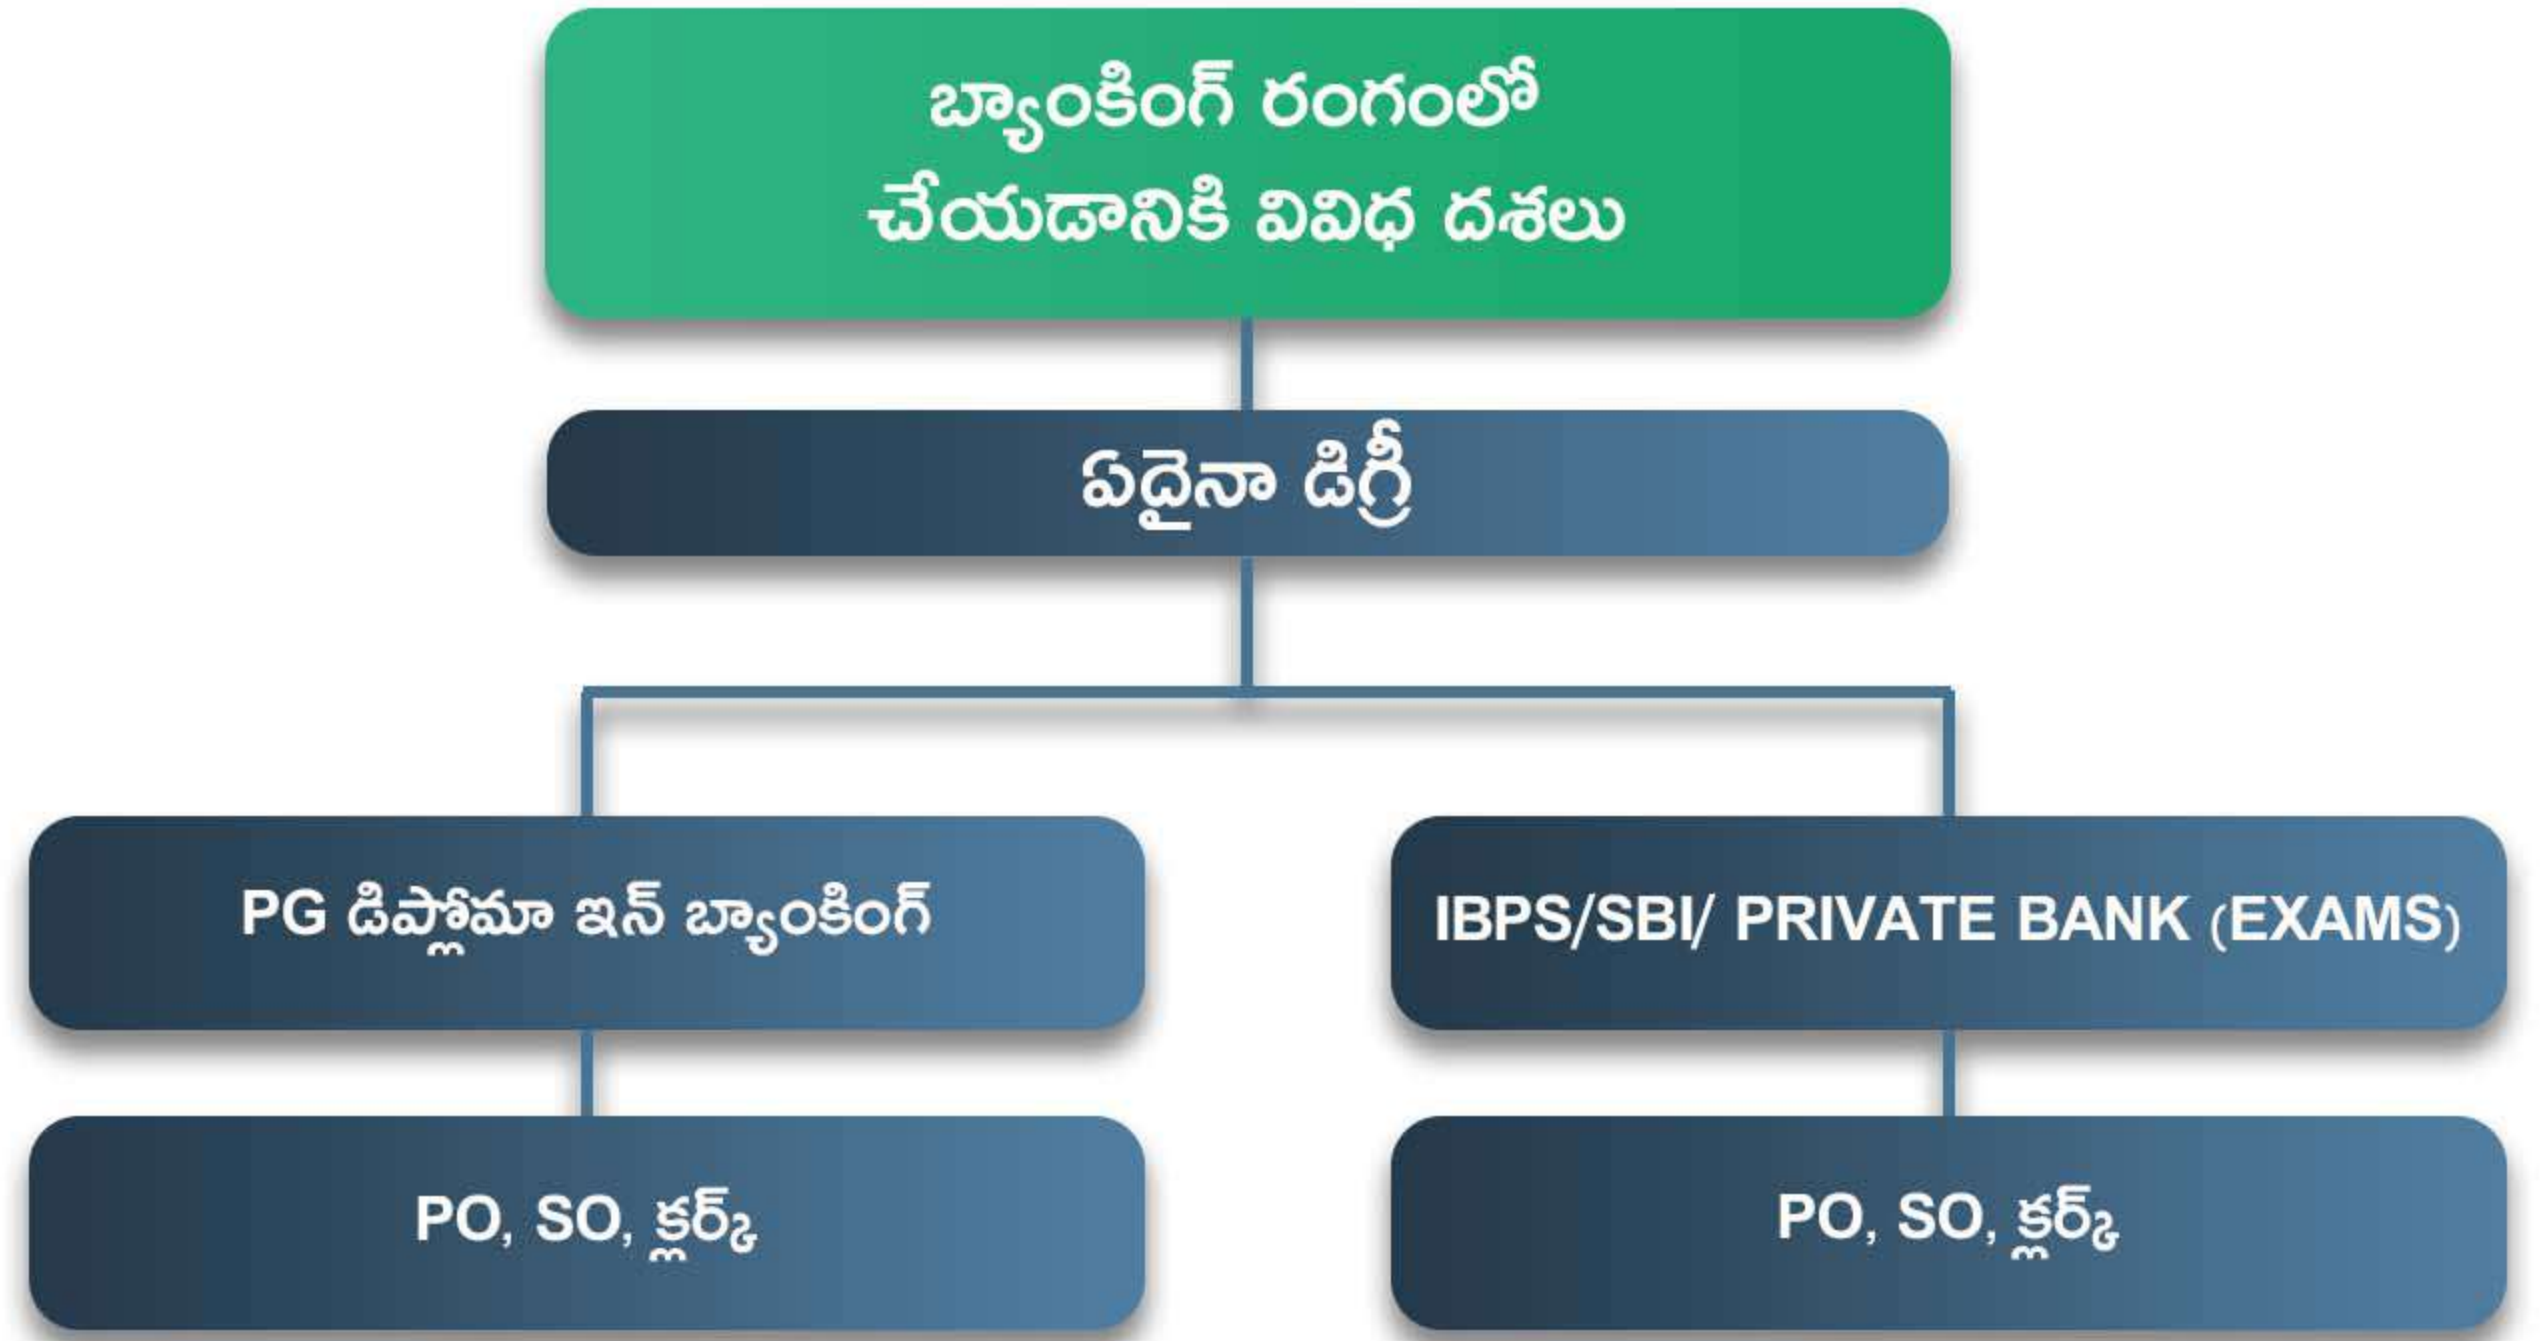 బ్యాంకింగ్ రంగంలో
చేయడానికి వివిధ దశలు
ఏదైనా డిగ్రీ
PG డిప్లోమా ఇన్ బ్యాంకింగ్
IBPS/SBI/ PRIVATE BANK (EXAMS)
PO, SO, క్లర్క్
PO, SO, క్లర్క్